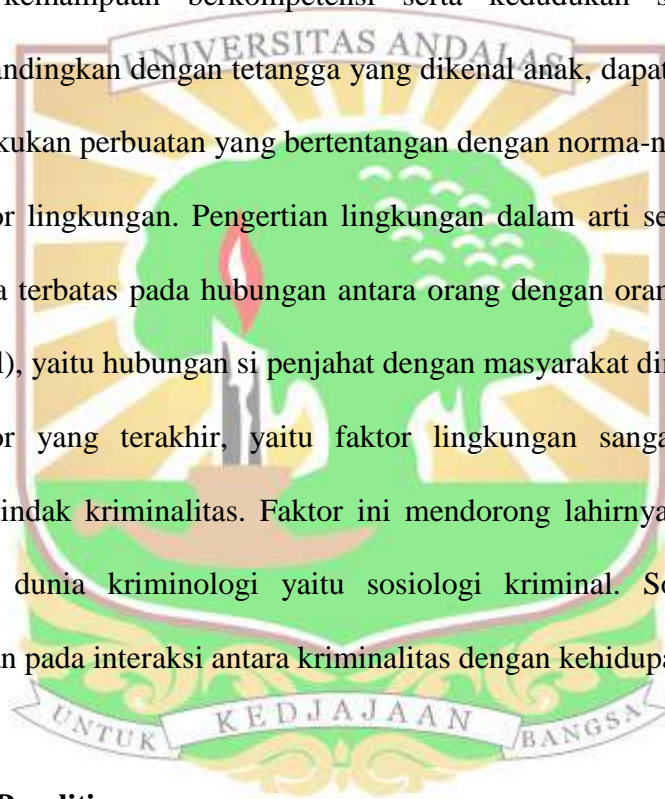 kemampuan berkompetensi serta kedudukan s
UNIVERSITAS ANDALAS
andingkan dengan tetangga yang dikenal anak, dapat
kukan perbuatan yang bertentangan dengan norma-n
or lingkungan. Pengertian lingkungan dalam arti se
a terbatas pada hubungan antara orang dengan oran
l), yaitu hubungan si penjahat dengan masyarakat di
or yang terakhir, yaitu faktor lingkungan sanga
indak kriminalitas. Faktor ini mendorong lahirnya
dunia kriminologi yaitu sosiologi kriminal. So
an pada interaksi antara kriminalitas dengan kehidupa
UNTUK KEDJAJAAN BANGSA